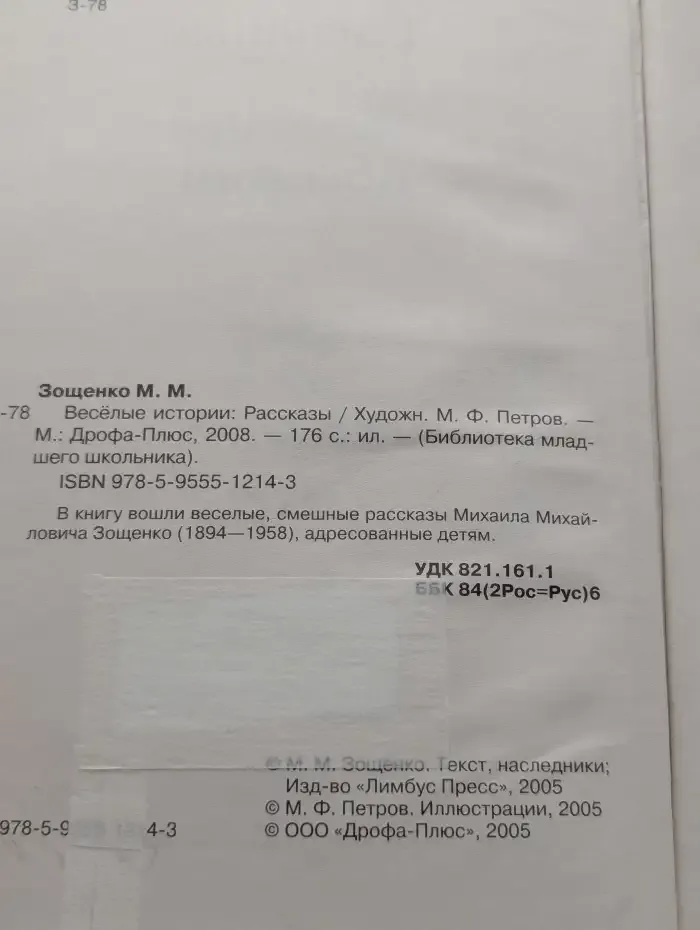 З-78
Зощенко М. М.
-78 Весёлые истории: Рассказы / Художн. М. Ф. Петров. —
М.: Дрофа-Плюс, 2008. — 176 с.: ил. — (Библиотека млад-
шего школьника).
ISBN 978-5-9555-1214-3
В книгу вошли веселые, смешные рассказы Михаила Михай-
ловича Зощенко (1894—1958), адресованные детям.
УДК 821.161.1
ББК 84(2Рос=Рус)6
© М. М. Зощенко. Текст, наследники;
Изд-во «Лимбус Пресс», 2005
© М. Ф. Петров. Иллюстрации, 2005
978-5-9 4-3 © ООО «Дрофа-Плюс», 2005